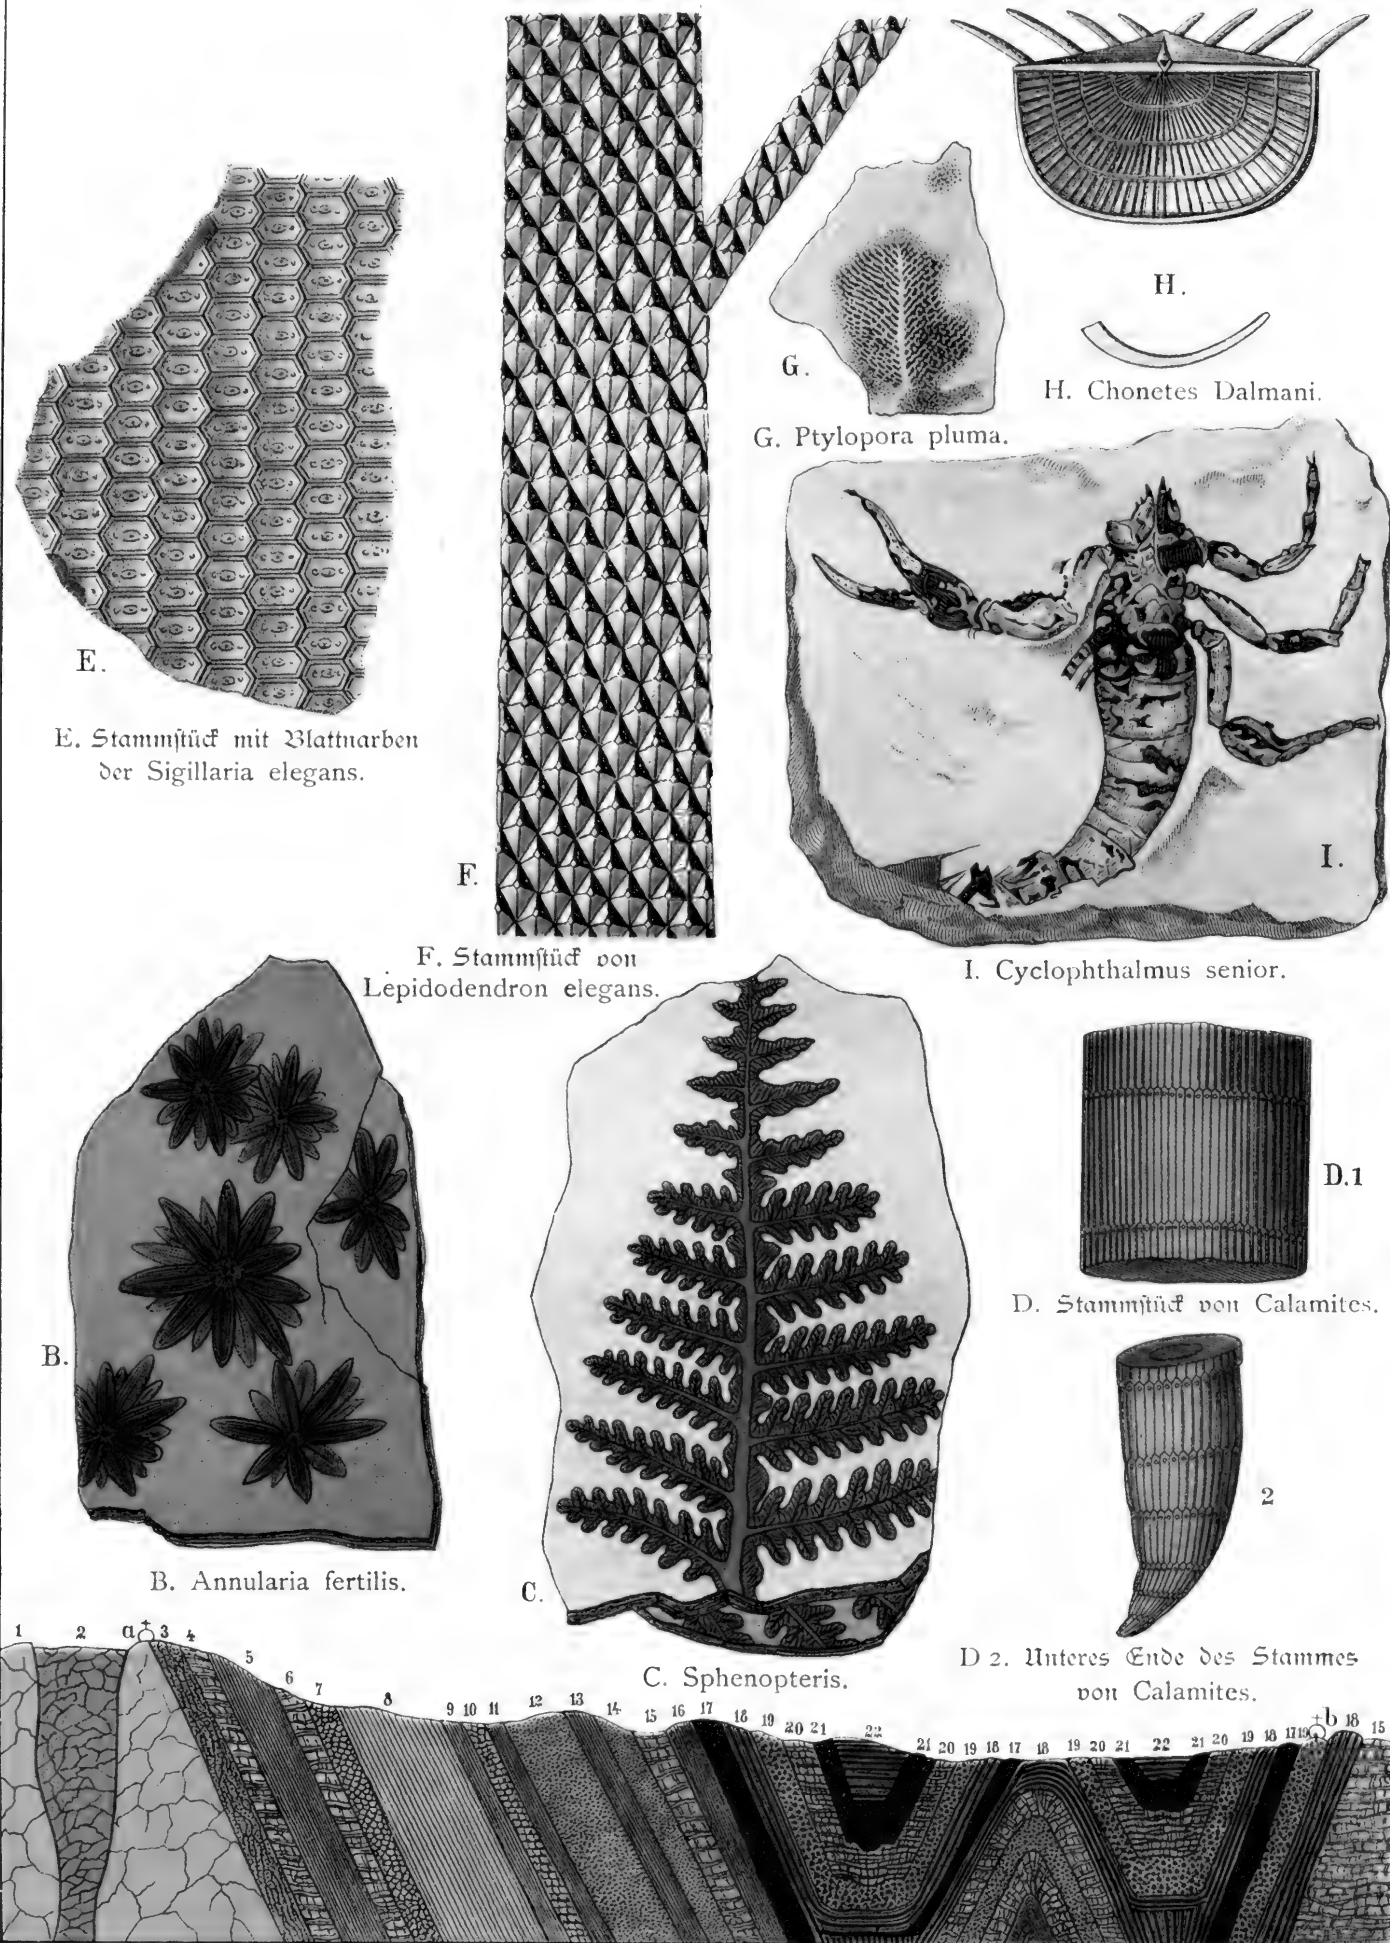 H.
G.
H. Chonetes Dalmani.
G. Ptylopora pluma.
E.
E. Stammstück mit Blattnarben
der Sigillaria elegans.
F.
I.
F. Stammstück von
Lepidodendron elegans.
I. Cyclophthalmus senior.
D.1
D. Stammstück von Calamites.
B.
2
B. Annularia fertilis.
C.
C. Sphenopteris.
D 2. Unteres Ende des Stammes
von Calamites.
1 2 a 3 4 5 6 7 8 9 10 11 12 13 14 15 16 17 18 19 20 21 22 21 20 19 18 17 18 19 20 21 22 21 20 19 18 17 19 b 18 15